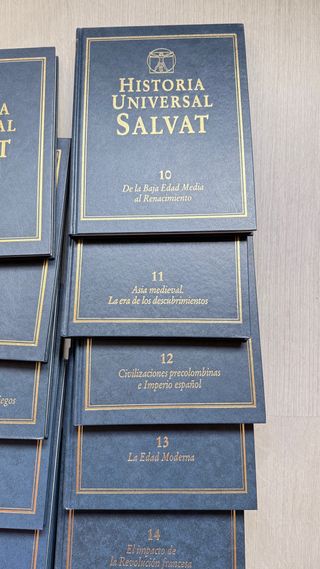 HISTORIA
UNIVERSAL
SALVAT
10
De la Baja Edad Media
al Renacimiento
11
Asia medieval.
La era de los descubrimientos
12
Civilizaciones precolombinas
e Imperio español
13
La Edad Moderna
14
El impacto de
la Revolución francesa